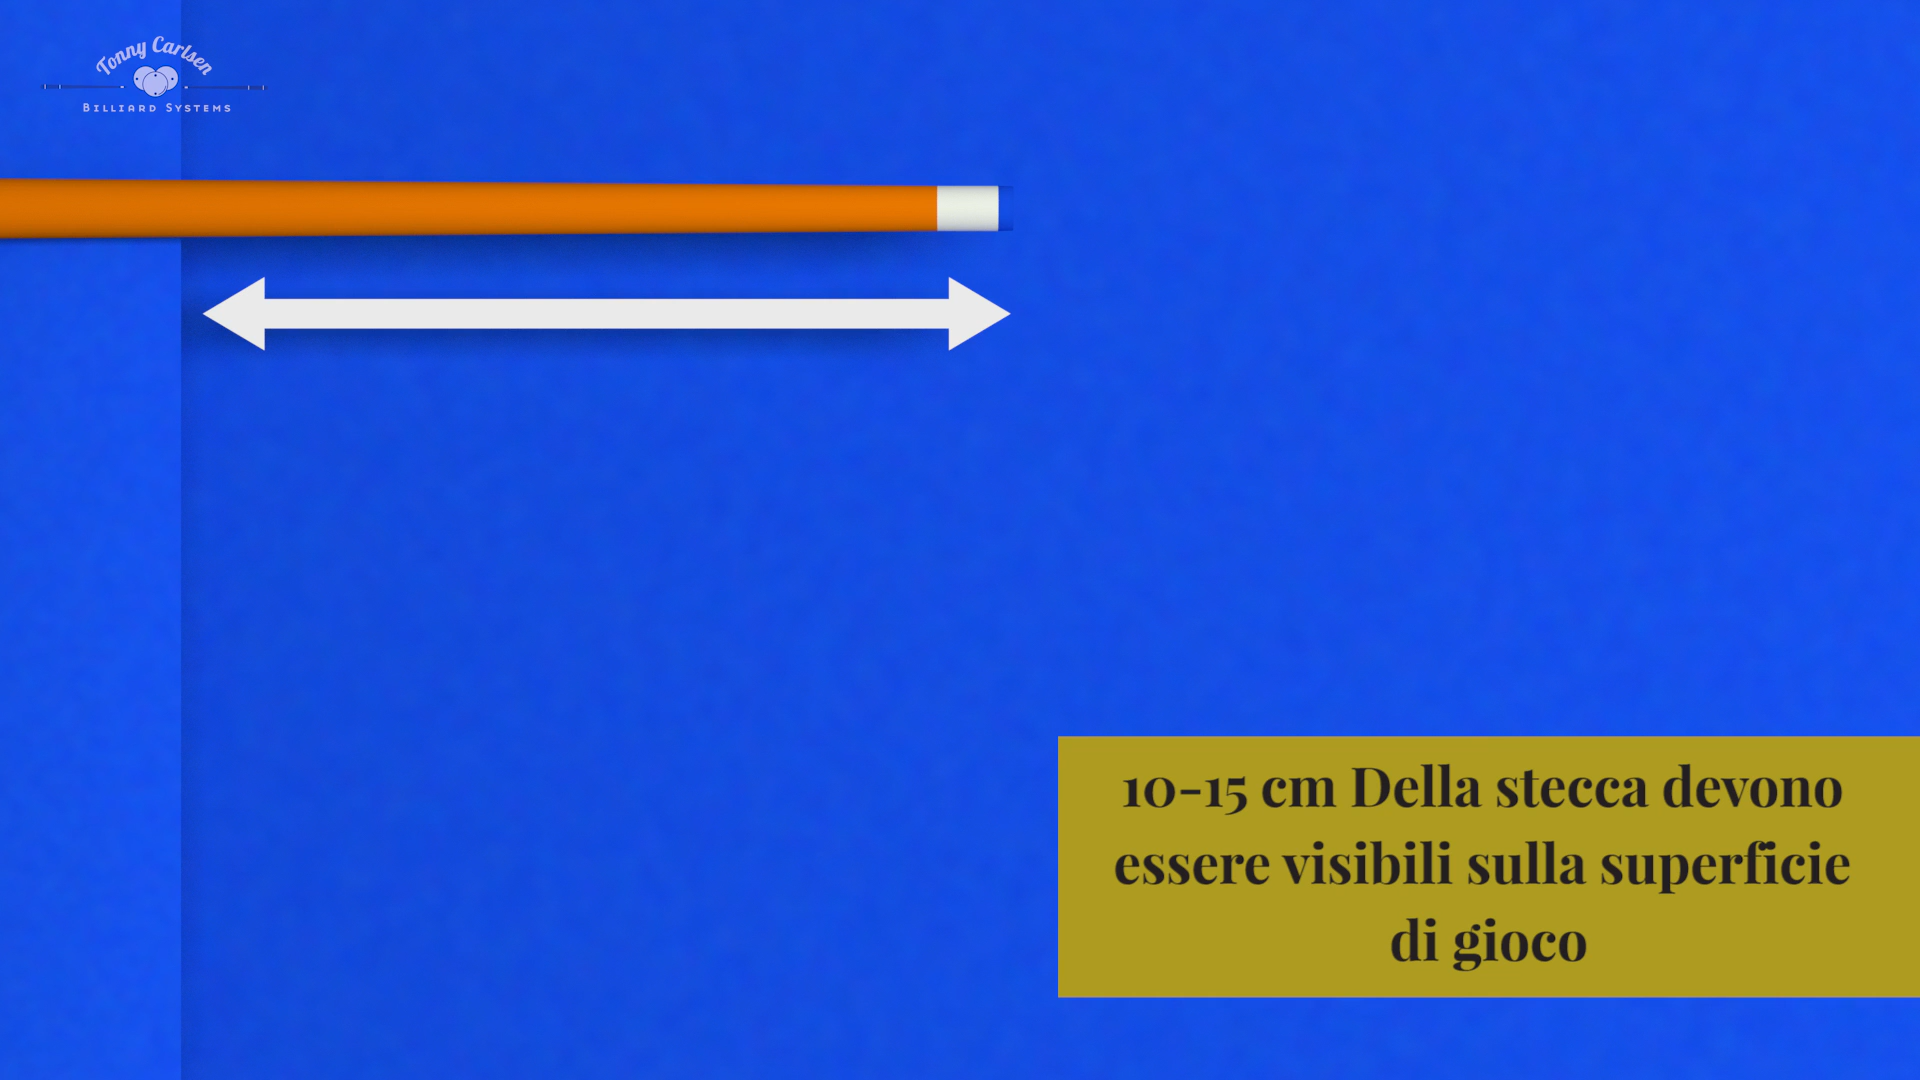 Tonny Carlsen
BILLIARD SYSTEMS
10-15 cm Della stecca devono
essere visibili sulla superficie
di gioco